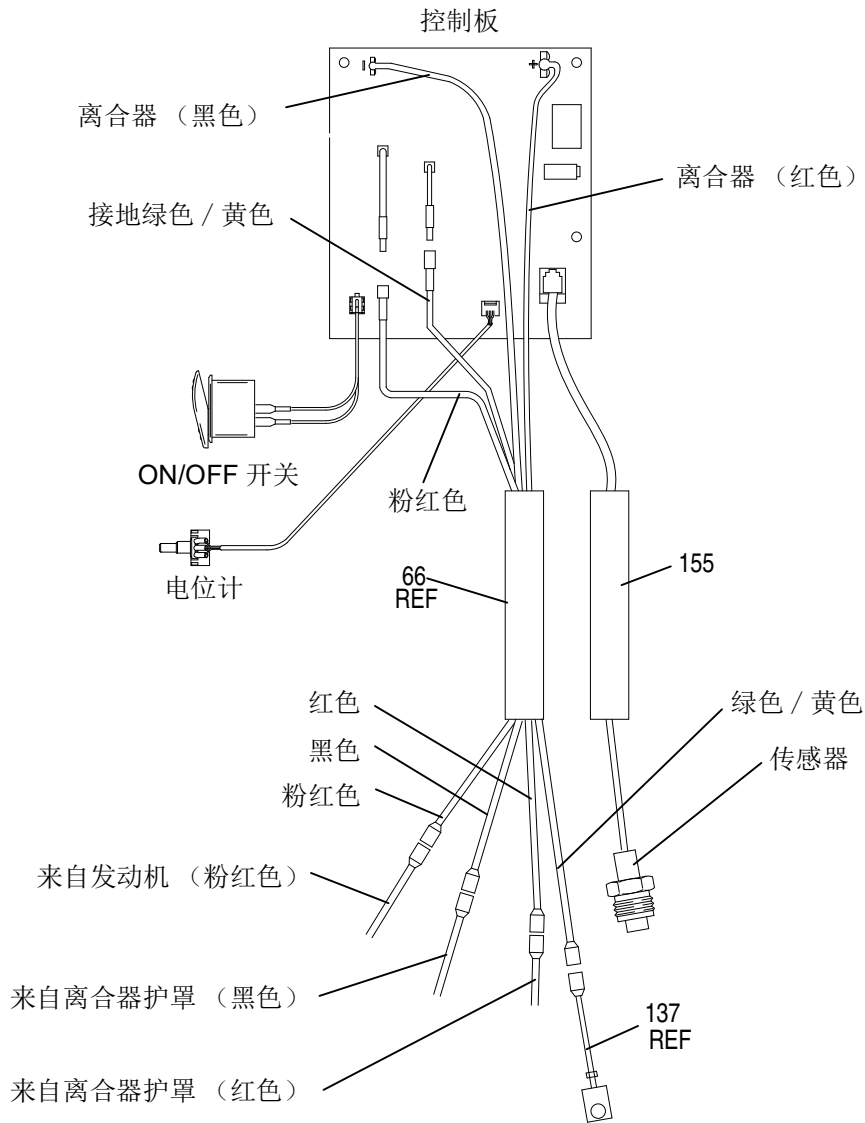 控制板
离合器 （黑色）
离合器 （红色）
接地绿色 / 黄色
ON/OFF 开关
粉红色
电位计
66
REF
155
红色
绿色 / 黄色
黑色
传感器
粉红色
来自发动机 （粉红色）
来自离合器护罩 （黑色）
137
REF
来自离合器护罩 （红色）